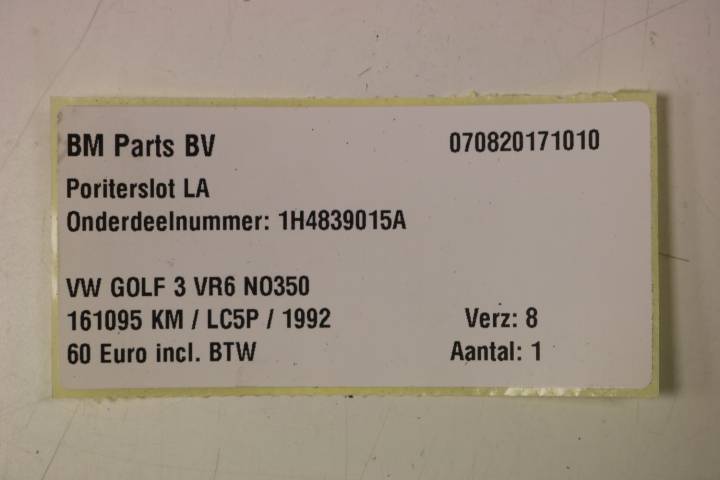 BM Parts BV 070820171010
Poriterslot LA
Onderdeelnummer: 1H4839015A
VW GOLF 3 VR6 NO350
161095 KM / LC5P / 1992 Verz: 8
60 Euro incl. BTW Aantal: 1